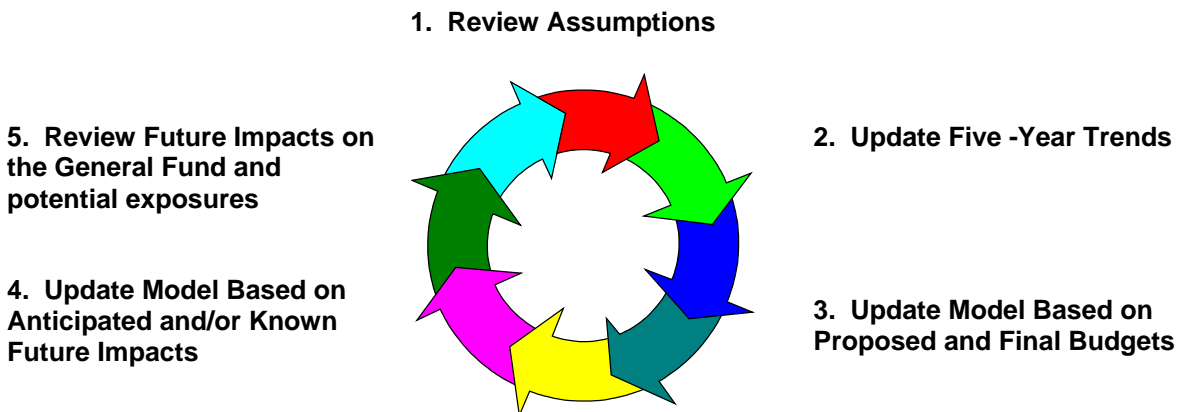 1. Review Assumptions
2. Update Five -Year Trends
3. Update Model Based on
Proposed and Final Budgets
4. Update Model Based on
Anticipated and/or Known
Future Impacts
5. Review Future Impacts on
the General Fund and
potential exposures